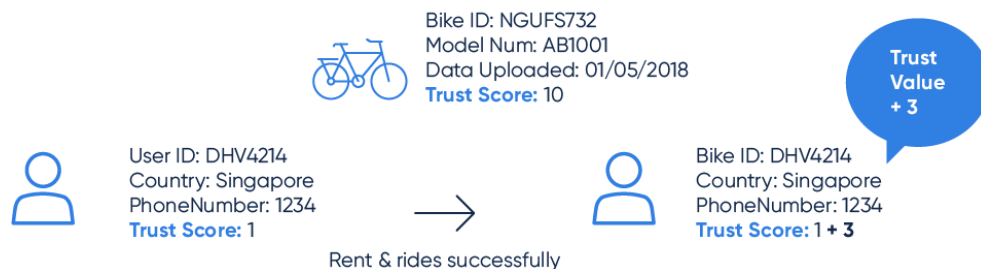 Bike ID: NGUFS732
Model Num: AB1001
Data Uploaded: 01/05/2018
Trust Score: 10
Trust
Value
+ 3
User ID: DHV4214
Country: Singapore
PhoneNumber: 1234
Trust Score: 1
Rent & rides successfully
Bike ID: DHV4214
Country: Singapore
PhoneNumber: 1234
Trust Score: 1 + 3